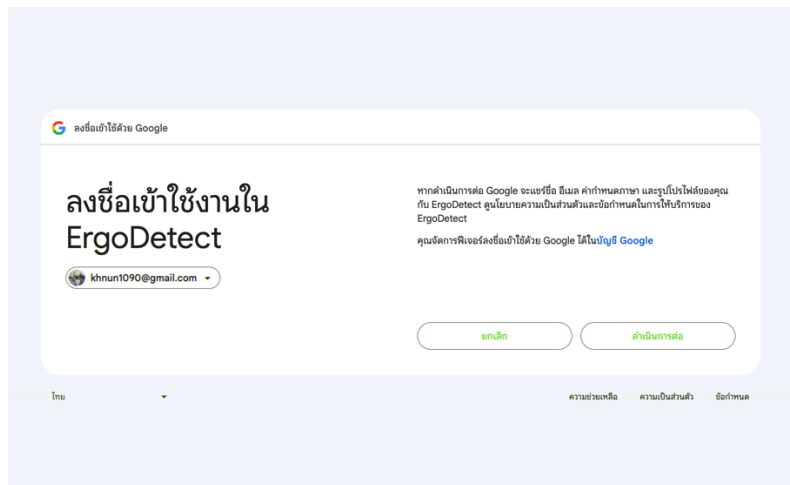 ลงชื่อเข้าใช้ด้วย Google
ลงชื่อเข้าใช้งานใน
ErgoDetect
khnun1090@gmail.com
หากดำเนินการต่อ Google จะแชร์ชื่อ อีเมล ค่ากำหนดภาษา และรูปโปรไฟล์ของคุณ
กับ ErgoDetect ดูนโยบายความเป็นส่วนตัวและข้อกำหนดในการให้บริการของ
ErgoDetect
คุณจัดการฟีเจอร์ลงชื่อเข้าใช้ด้วย Google ได้ในบัญชี Google
ยกเลิก
ดำเนินการต่อ
ไทย
ความช่วยเหลือ
ความเป็นส่วนตัว
ข้อกำหนด